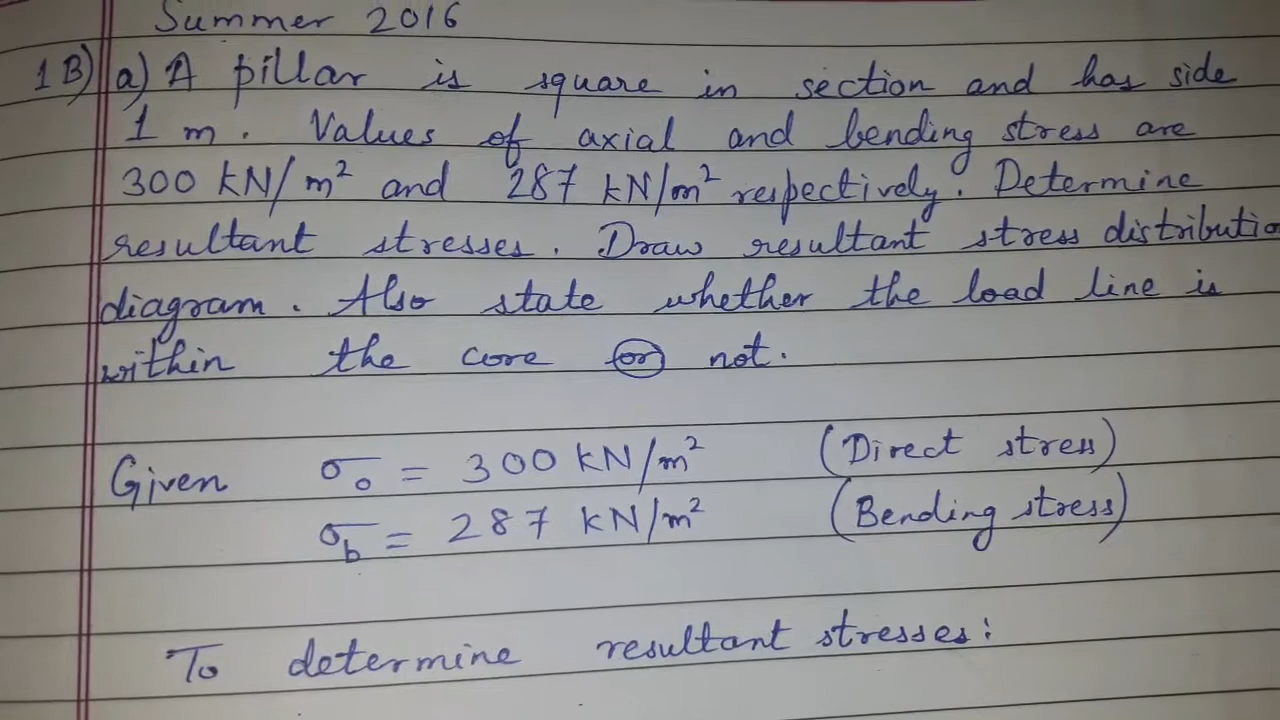 Summer 2016
1B) a) A pillar is square in section and has side
1 m. Values of axial and bending stress are
300 KN/m² and 287 KN/m² respectively. Determine
resultant stresses. Draw resultant stress distributio
diagram. Also state whether the load line is
within the core or not.
Given σ₀ = 300 KN/m² (Direct stress)
σb = 287 KN/m² (Bending stress)
To determine resultant stresses: